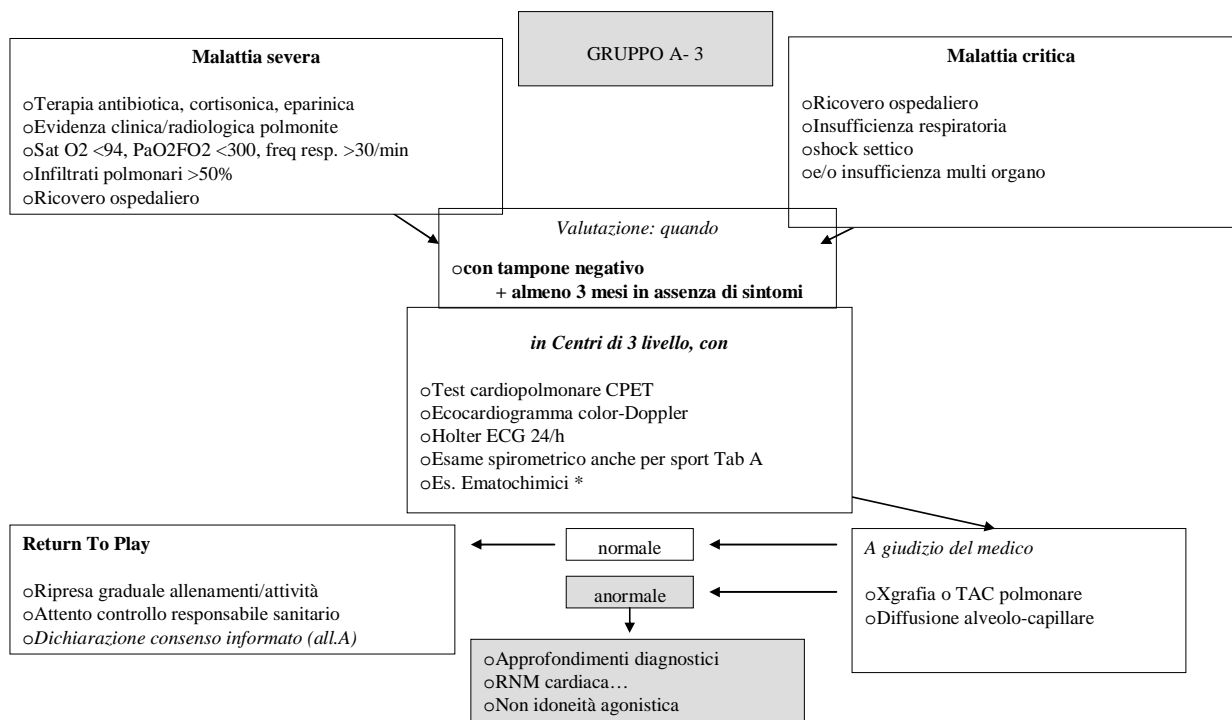 GRUPPO A- 3
Malattia severa
oTerapia antibiotica, cortisonica, eparinica
oEvidenza clinica/radiologica polmonite
oSat O2 <94, PaO2FO2 <300, freq resp. >30/min
oInfiltrati polmonari >50%
oRicovero ospedaliero
Malattia critica
oRicovero ospedaliero
oInsufficienza respiratoria
oshock settico
oe/o insufficienza multi organo
Valutazione: quando
ocon tampone negativo
+ almeno 3 mesi in assenza di sintomi
in Centri di 3 livello, con
oTest cardiopolmonare CPET
oEcocardiogramma color-Doppler
oHolter ECG 24/h
oEsame spirometrico anche per sport Tab A
oEs. Ematochimici *
A giudizio del medico
oXgrafia o TAC polmonare
oDiffusione alveolo-capillare
normale
anormale
Return To Play
oRipresa graduale allenamenti/attività
oAttento controllo responsabile sanitario
oDichiarazione consenso informato (all.A)
oApprofondimenti diagnostici
oRNM cardiaca…
oNon idoneità agonistica